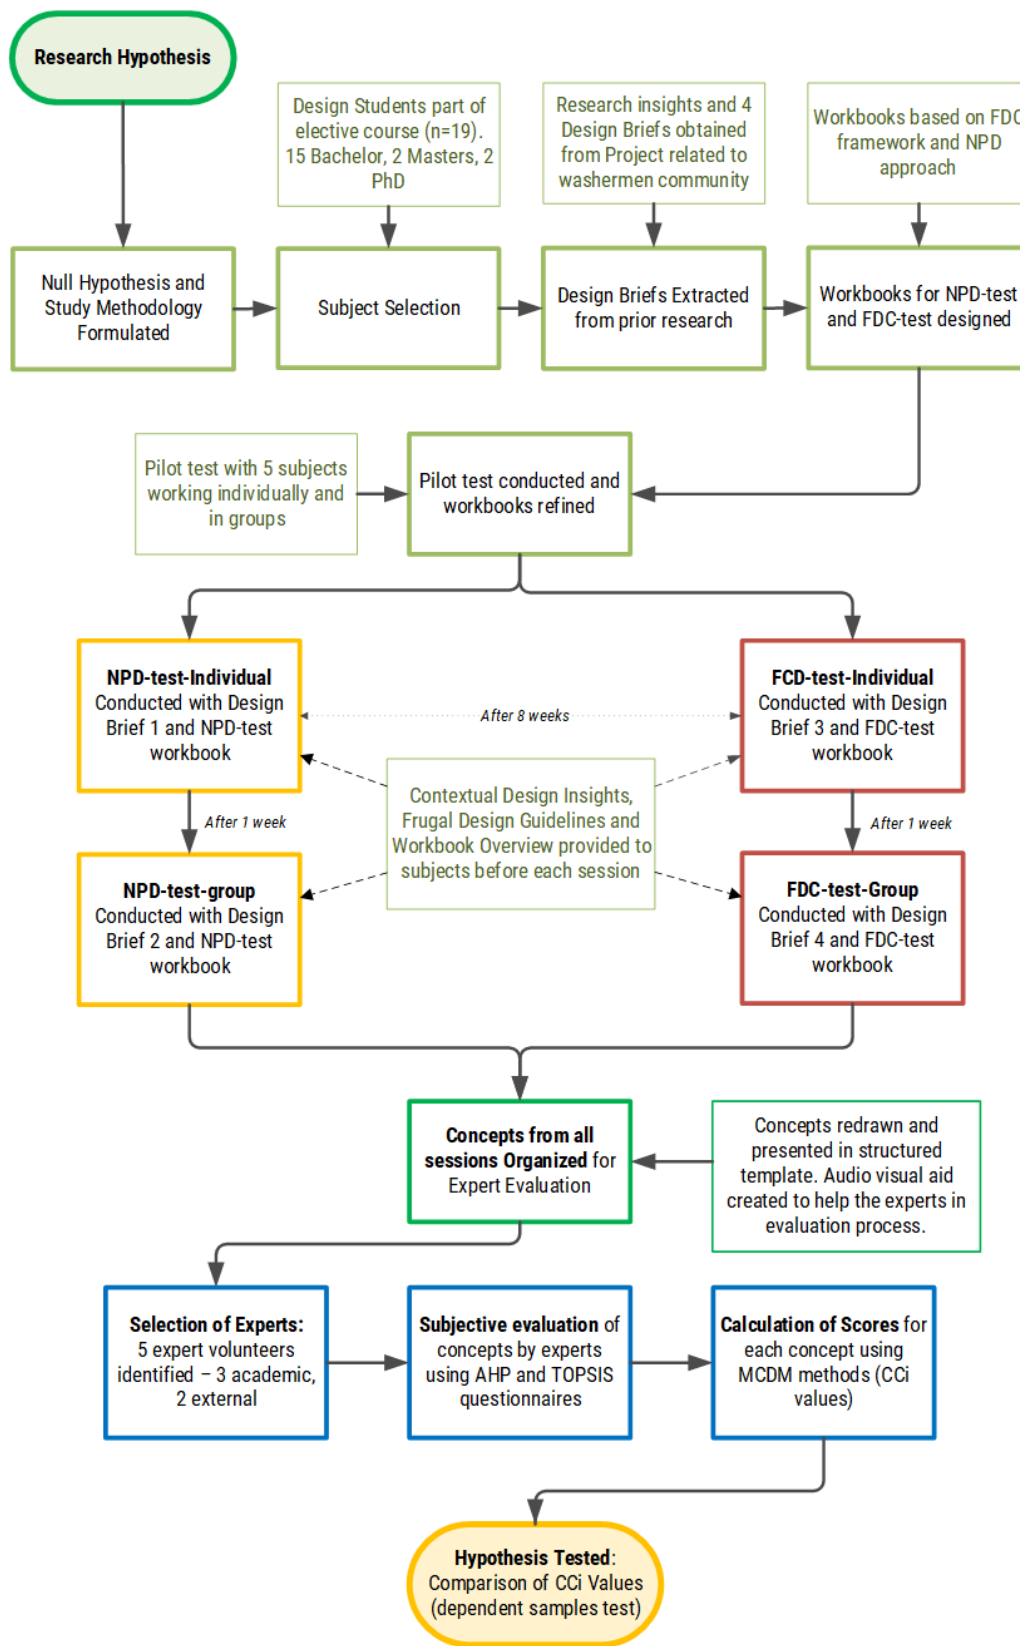 Research Hypothesis
Design Students part of
elective course (n=19).
15 Bachelor, 2 Masters, 2
PhD
Research insights and 4
Design Briefs obtained
from Project related to
washermen community
Workbooks based on FDC
framework and NPD
approach
Null Hypothesis and
Study Methodology
Formulated
Subject Selection
Design Briefs Extracted
from prior research
Workbooks for NPD-test
and FDC-test designed
Pilot test with 5 subjects
working individually and
in groups
Pilot test conducted and
workbooks refined
NPD-test-Individual
Conducted with Design
Brief 1 and NPD-test
workbook
After 8 weeks
FCD-test-Individual
Conducted with Design
Brief 3 and FDC-test
workbook
Contextual Design Insights,
Frugal Design Guidelines and
Workbook Overview provided to
subjects before each session
After 1 week
After 1 week
NPD-test-group
Conducted with Design
Brief 2 and NPD-test
workbook
FDC-test-Group
Conducted with Design
Brief 4 and FDC-test
workbook
Concepts from all
sessions Organized for
Expert Evaluation
Concepts redrawn and
presented in structured
template. Audio visual aid
created to help the experts in
evaluation process.
Selection of Experts:
5 expert volunteers
identified – 3 academic,
2 external
Subjective evaluation of
concepts by experts
using AHP and TOPSIS
questionnaires
Calculation of Scores for
each concept using
MCDM methods (CCi
values)
Hypothesis Tested:
Comparison of CCi Values
(dependent samples test)